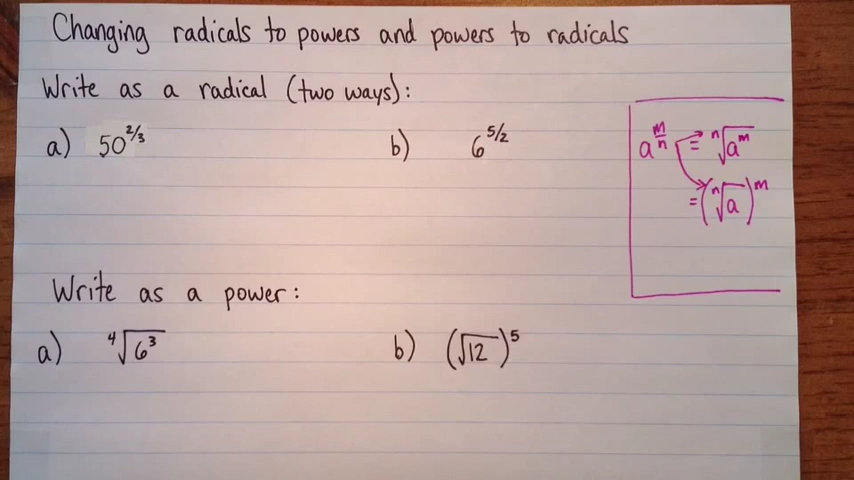 Changing radicals to powers and powers to radicals
Write as a radical (two ways):
a) 50^{2/3} b) 6^{5/2}
a^{m/n} = ⁿ√(a^m)
= (ⁿ√a)^m
Write as a power:
a) ⁴√(6³) b) (√12)^5